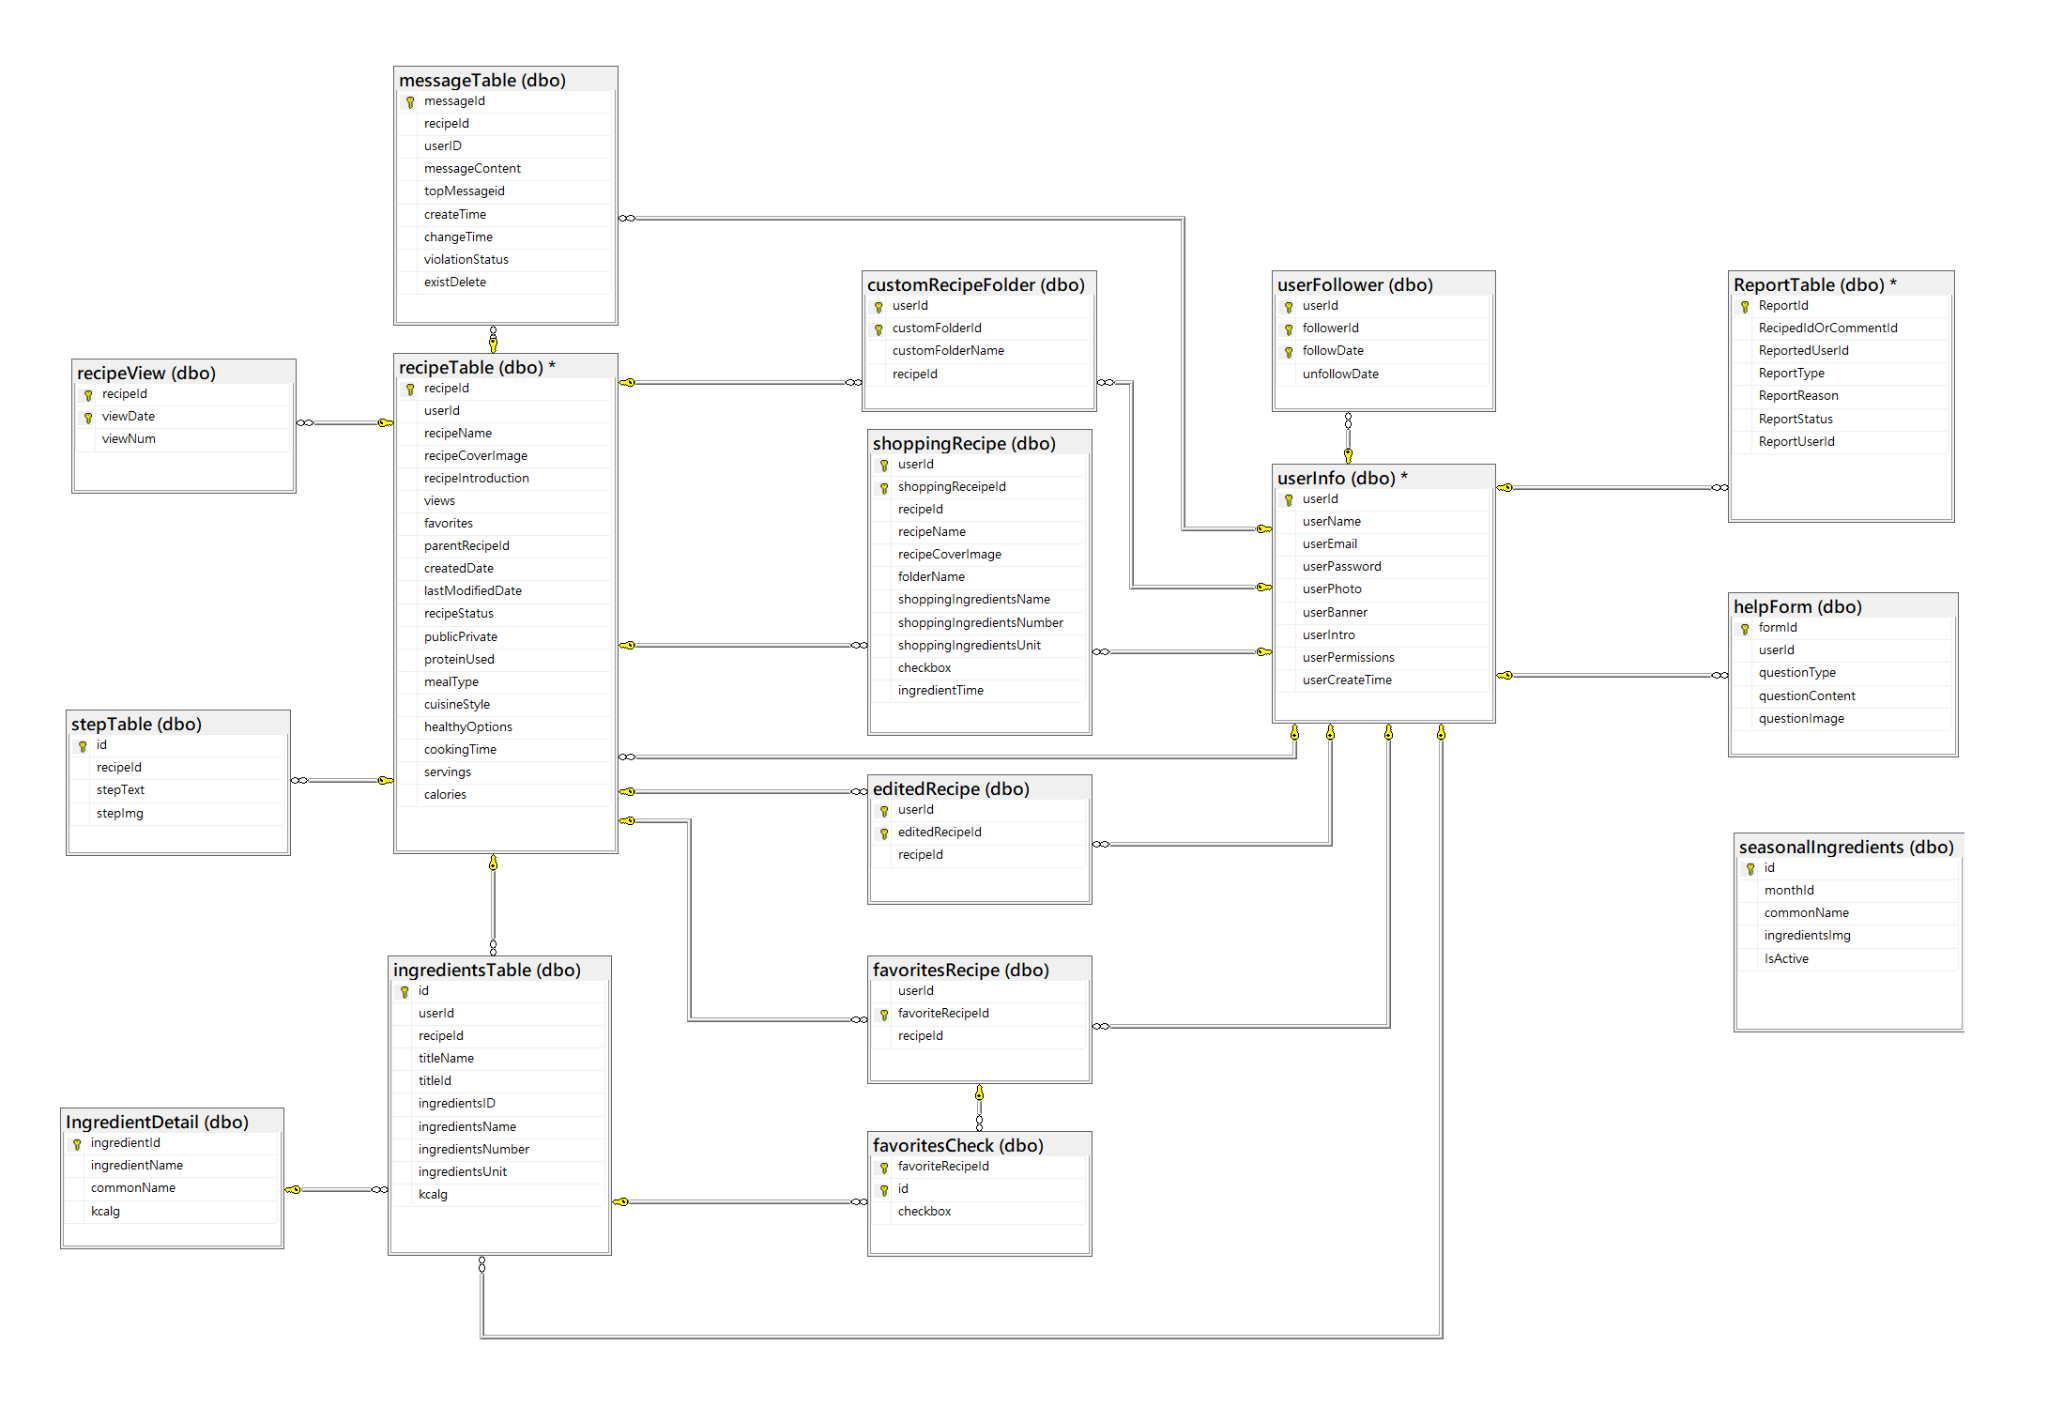 messageTable (dbo)
messageId
recipeId
userID
messageContent
topMessageid
createTime
changeTime
violationStatus
existDelete
customRecipeFolder (dbo)
userId
customFolderId
customFolderName
recipeId
userFollower (dbo)
userId
followerId
followDate
unfollowDate
ReportTable (dbo) *
ReportId
RecipedIdOrCommentId
ReportedUserId
ReportType
ReportReason
ReportStatus
ReportUserId
recipeView (dbo)
recipeId
viewDate
viewNum
recipeTable (dbo) *
recipeId
userId
recipeName
recipeCoverImage
recipeIntroduction
views
favorites
parentRecipeId
createdDate
lastModifiedDate
recipeStatus
publicPrivate
proteinUsed
mealType
cuisineStyle
healthyOptions
cookingTime
servings
calories
shoppingRecipe (dbo)
userId
shoppingReceipeId
recipeId
recipeName
recipeCoverImage
folderName
shoppingIngredientsName
shoppingIngredientsNumber
shoppingIngredientsUnit
checkbox
ingredientTime
userInfo (dbo) *
userId
userName
userEmail
userPassword
userPhoto
userBanner
userIntro
userPermissions
userCreateTime
helpForm (dbo)
formId
userId
questionType
questionContent
questionImage
stepTable (dbo)
id
recipeId
stepText
stepImg
editedRecipe (dbo)
userId
editedRecipeId
recipeId
seasonalIngredients (dbo)
id
monthId
commonName
ingredientsImg
IsActive
ingredientsTable (dbo)
id
userId
recipeId
titleName
titleId
ingredientsID
ingredientsName
ingredientsNumber
ingredientsUnit
kcalg
favoritesRecipe (dbo)
userId
favoriteRecipeId
recipeId
IngredientDetail (dbo)
ingredientId
ingredientName
commonName
kcalg
favoritesCheck (dbo)
favoriteRecipeId
id
checkbox